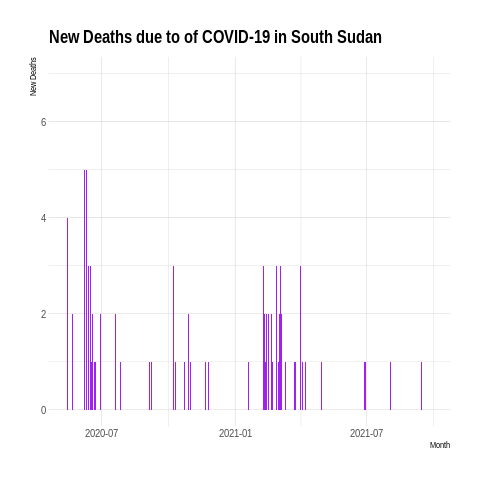 New Deaths due to of COVID-19 in South Sudan
New Deaths
6
4
2
0
2020-07
2021-01
2021-07
Month